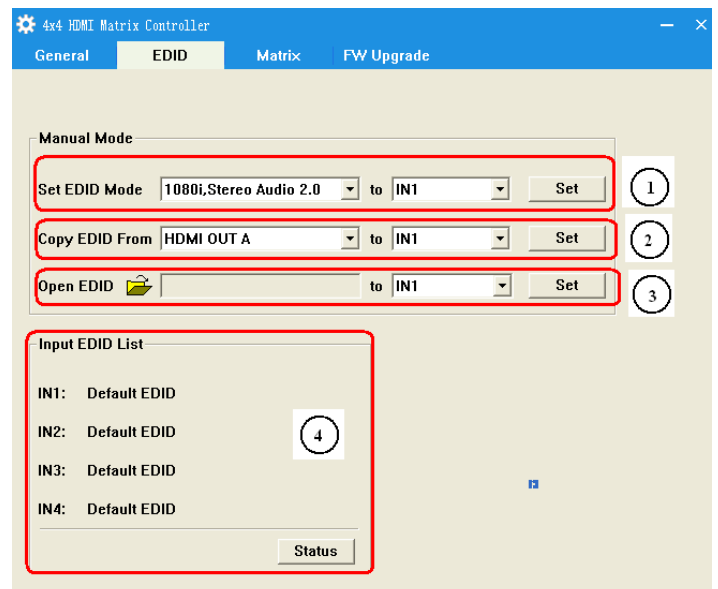 4x4 HDMI Matrix Controller
General EDID Matrix FW Upgrade
Manual Mode
Set EDID Mode 1080i,Stereo Audio 2.0 to IN1 Set 1
Copy EDID From HDMI OUT A to IN1 Set 2
Open EDID to IN1 Set 3
Input EDID List
IN1: Default EDID
IN2: Default EDID 4
IN3: Default EDID
IN4: Default EDID
Status